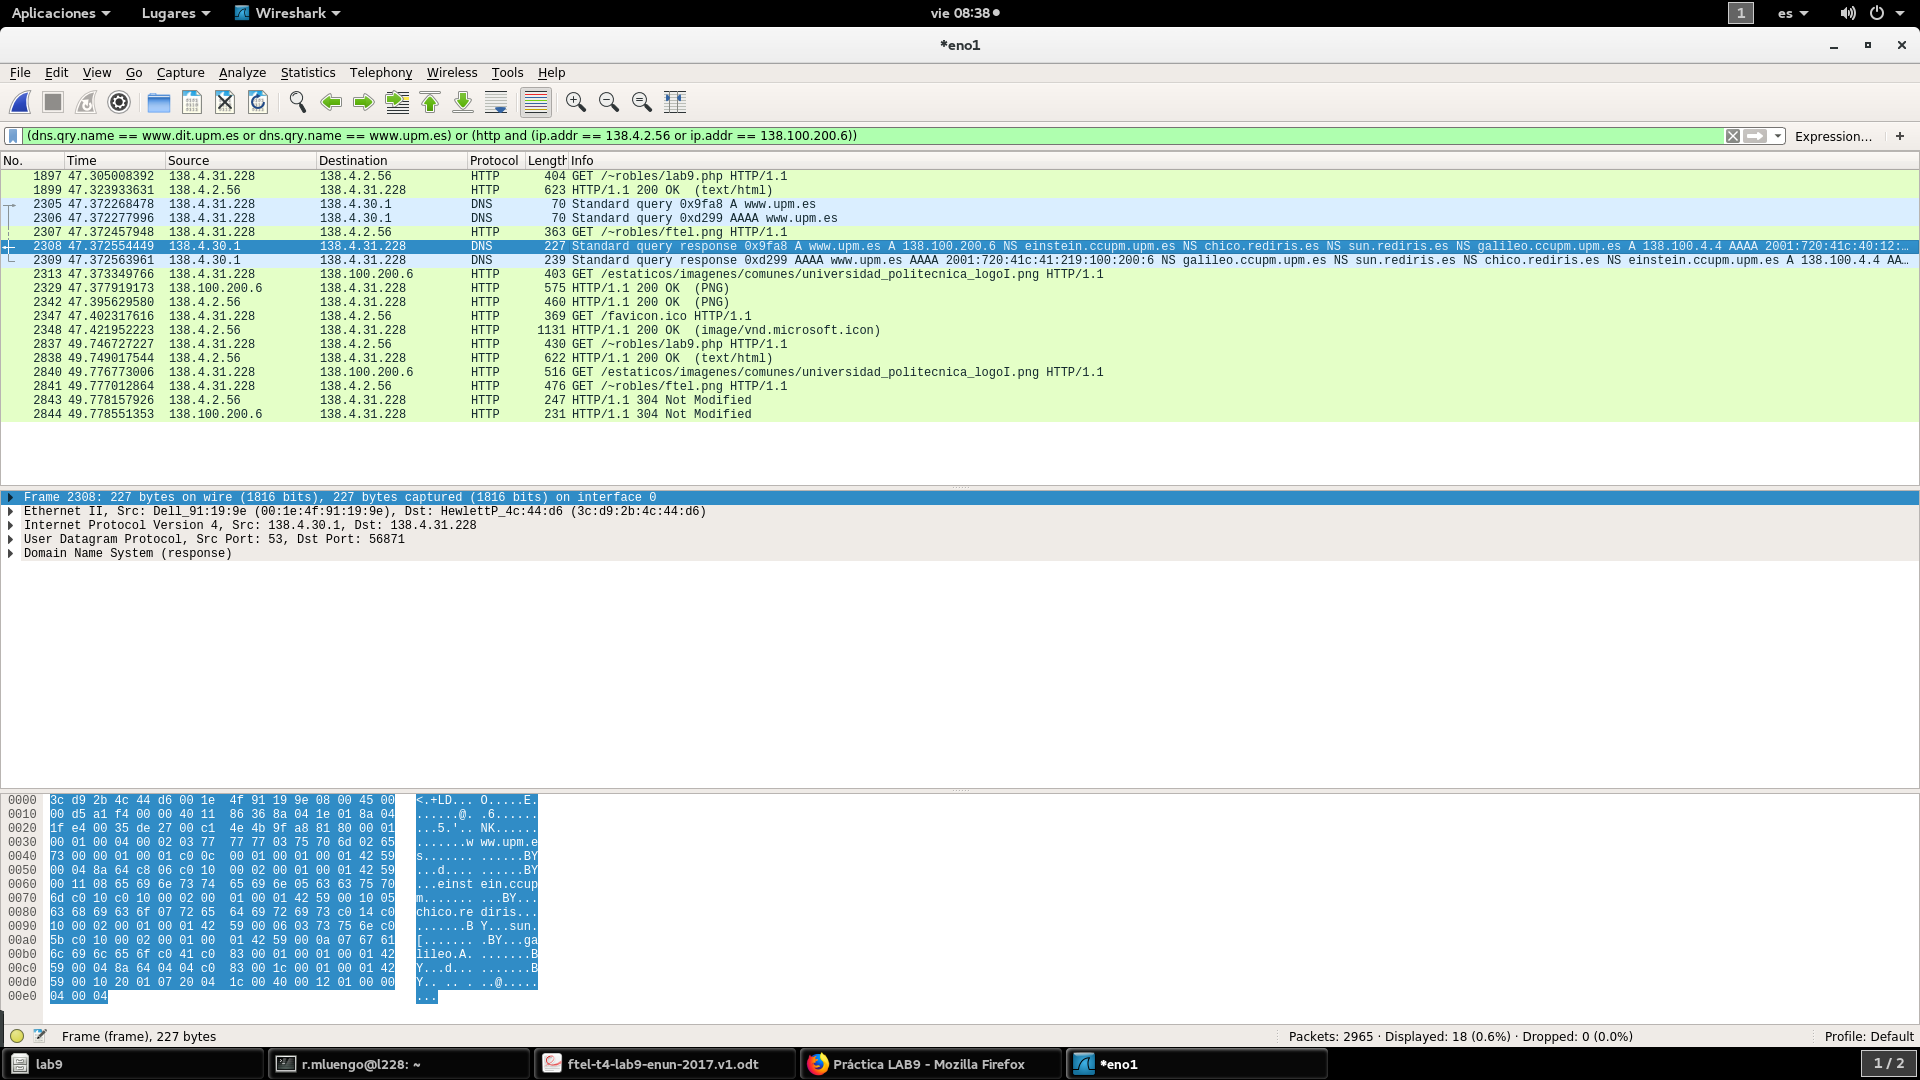 Aplicaciones Lugares Wireshark vie 08:38 1 es
*eno1
File Edit View Go Capture Analyze Statistics Telephony Wireless Tools Help
(dns.qry.name == www.dit.upm.es or dns.qry.name == www.upm.es) or (http and (ip.addr == 138.4.2.56 or ip.addr == 138.100.200.6)) Expression... +
No. Time Source Destination Protocol Length Info
1897 47.305008392 138.4.31.228 138.4.2.56 HTTP 404 GET /~robles/lab9.php HTTP/1.1
1899 47.323933631 138.4.2.56 138.4.31.228 HTTP 623 HTTP/1.1 200 OK (text/html)
2305 47.372268478 138.4.31.228 138.4.30.1 DNS 70 Standard query 0x9fa8 A www.upm.es
2306 47.372277996 138.4.31.228 138.4.30.1 DNS 70 Standard query 0xd299 AAAA www.upm.es
2307 47.372457948 138.4.31.228 138.4.2.56 HTTP 363 GET /~robles/ftel.png HTTP/1.1
2308 47.372554449 138.4.30.1 138.4.31.228 DNS 227 Standard query response 0x9fa8 A www.upm.es A 138.100.200.6 NS einstein.ccupm.upm.es NS chico.rediris.es NS sun.rediris.es NS galileo.ccupm.upm.es A 138.100.4.4 AAAA 2001:720:41c:40:12:...
2309 47.372563961 138.4.30.1 138.4.31.228 DNS 239 Standard query response 0xd299 AAAA www.upm.es AAAA 2001:720:41c:41:219:100:200:6 NS galileo.ccupm.upm.es NS sun.rediris.es NS chico.rediris.es NS einstein.ccupm.upm.es A 138.100.4.4 AA...
2313 47.373349766 138.4.31.228 138.100.200.6 HTTP 403 GET /estaticos/imagenes/comunes/universidad_politecnica_logoI.png HTTP/1.1
2329 47.377919173 138.100.200.6 138.4.31.228 HTTP 575 HTTP/1.1 200 OK (PNG)
2342 47.395629580 138.4.2.56 138.4.31.228 HTTP 460 HTTP/1.1 200 OK (PNG)
2347 47.402317616 138.4.31.228 138.4.2.56 HTTP 369 GET /favicon.ico HTTP/1.1
2348 47.421952223 138.4.2.56 138.4.31.228 HTTP 1131 HTTP/1.1 200 OK (image/vnd.microsoft.icon)
2837 49.746727227 138.4.31.228 138.4.2.56 HTTP 430 GET /~robles/lab9.php HTTP/1.1
2838 49.749017544 138.4.2.56 138.4.31.228 HTTP 622 HTTP/1.1 200 OK (text/html)
2840 49.776773006 138.4.31.228 138.100.200.6 HTTP 516 GET /estaticos/imagenes/comunes/universidad_politecnica_logoI.png HTTP/1.1
2841 49.777012864 138.4.31.228 138.4.2.56 HTTP 476 GET /~robles/ftel.png HTTP/1.1
2843 49.778157926 138.4.2.56 138.4.31.228 HTTP 247 HTTP/1.1 304 Not Modified
2844 49.778551353 138.100.200.6 138.4.31.228 HTTP 231 HTTP/1.1 304 Not Modified
Frame 2308: 227 bytes on wire (1816 bits), 227 bytes captured (1816 bits) on interface 0
Ethernet II, Src: Dell_91:19:9e (00:1e:4f:91:19:9e), Dst: HewlettP_4c:44:d6 (3c:d9:2b:4c:44:d6)
Internet Protocol Version 4, Src: 138.4.30.1, Dst: 138.4.31.228
User Datagram Protocol, Src Port: 53, Dst Port: 56871
Domain Name System (response)
0000 3c d9 2b 4c 44 d6 00 1e 4f 91 19 9e 08 00 45 00 <.+LD... O.....E.
0010 00 d5 a1 f4 00 00 40 11 86 36 8a 04 1e 01 8a 04 ......@. .6......
0020 1f e4 00 35 de 27 00 c1 4e 4b 9f a8 81 80 00 01 ...5.'.. NK......
0030 00 01 00 04 00 02 03 77 77 77 03 75 70 6d 02 65 .......w ww.upm.e
0040 73 00 00 01 00 01 c0 0c 00 01 00 01 00 01 42 59 s....... ......BY
0050 00 04 8a 64 c8 06 c0 10 00 02 00 01 00 01 42 59 ...d.... ......BY
0060 00 11 08 65 69 6e 73 74 65 69 6e 05 63 63 75 70 ...einst ein.ccup
0070 6d c0 10 c0 10 00 02 00 01 00 01 42 59 00 10 05 m....... ...BY...
0080 63 68 69 63 6f 07 72 65 64 69 72 69 73 c0 14 c0 chico.re diris...
0090 10 00 02 00 01 00 01 42 59 00 06 03 73 75 6e c0 .......B Y...sun.
00a0 5b c0 10 00 02 00 01 00 01 42 59 00 0a 07 67 61 [....... .BY...ga
00b0 6c 69 6c 65 6f c0 41 c0 83 00 01 00 01 00 01 42 lileo.A. .......B
00c0 59 00 04 8a 64 04 04 c0 83 00 1c 00 01 00 01 42 Y...d... .......B
00d0 59 00 10 20 01 07 20 04 1c 00 40 00 12 01 00 00 Y.. .. . ..@.....
00e0 04 00 04 ...
Frame (frame), 227 bytes Packets: 2965 · Displayed: 18 (0.6%) · Dropped: 0 (0.0%) Profile: Default
lab9 r.mluengo@l228: ~ ftel-t4-lab9-enun-2017.v1.odt Práctica LAB9 - Mozilla Firefox *eno1 1 / 2